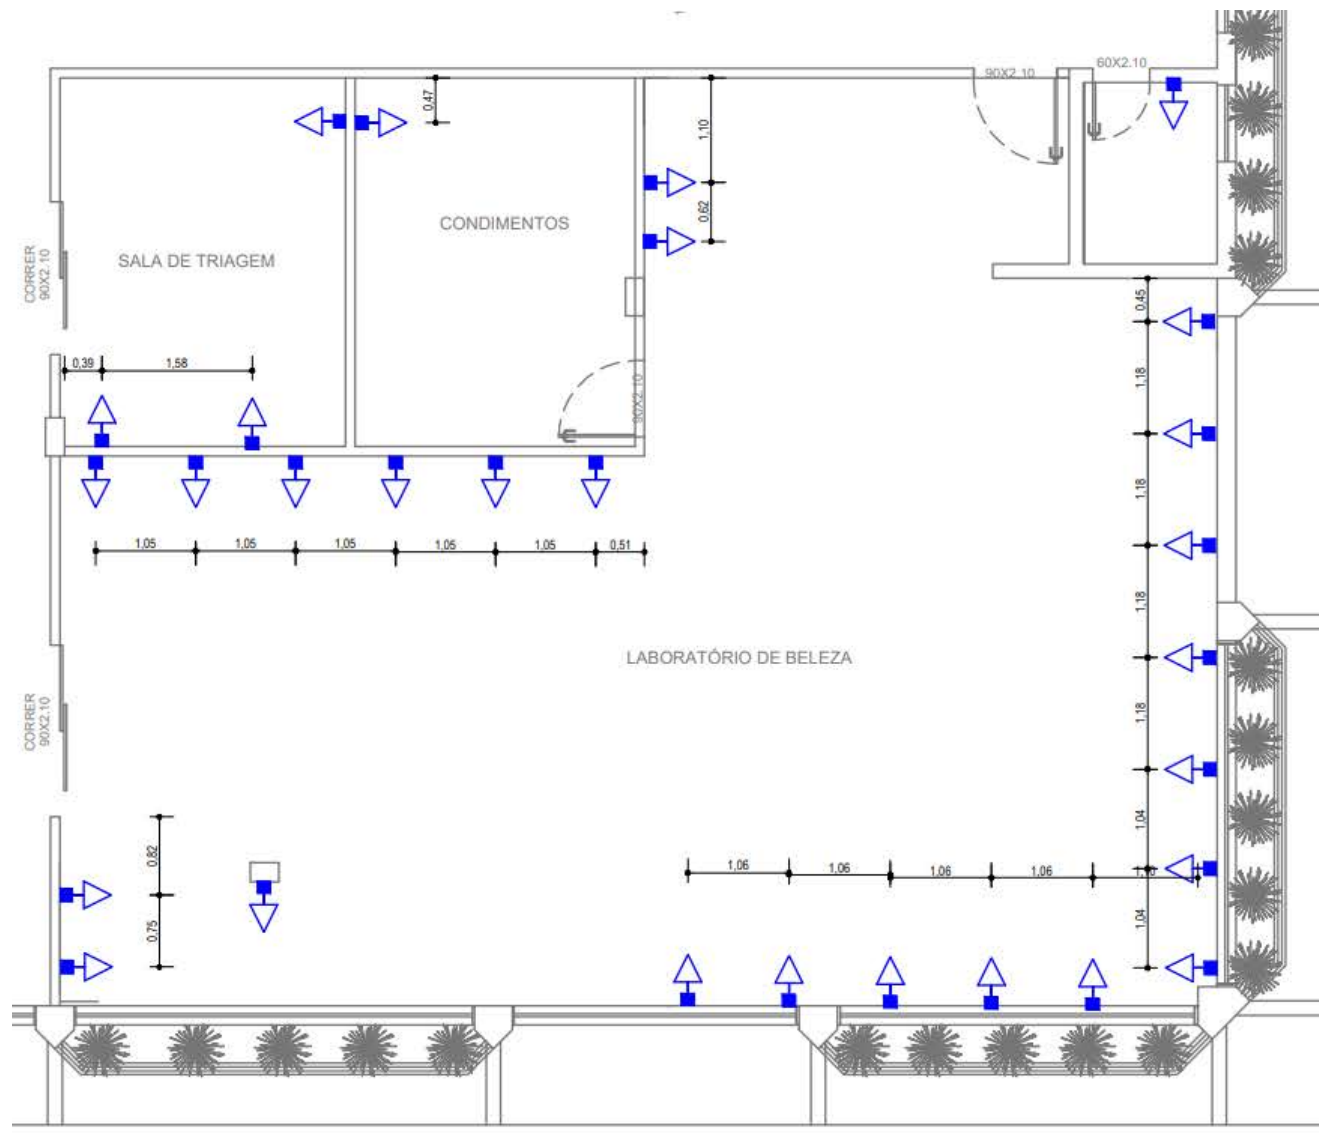 90X2.10
60X2.10
0,47
1,10
0,62
CONDIMENTOS
SALA DE TRIAGEM
CORRER
90X2.10
0,45
0,39
1,58
1,18
90X2.10
1,18
1,05
1,05
1,05
1,05
1,05
0,51
1,18
LABORATÓRIO DE BELEZA
CORRER
90X2.10
1,18
1,04
0,82
1,06
1,06
1,06
1,06
0,75
1,04